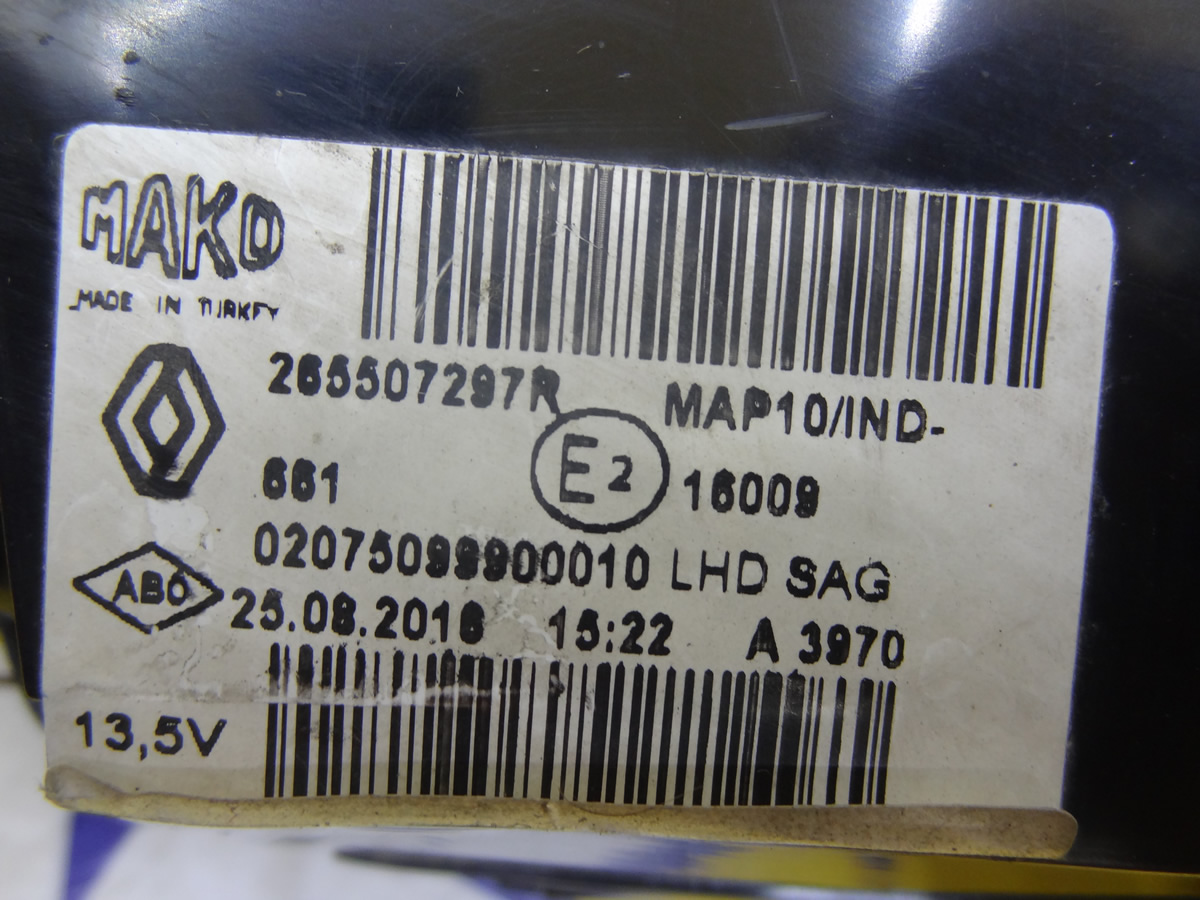 MAKO
MADE IN TURKEY
265507297R MAP10/IND-
661 E2 16009
02075099900010 LHD SAG
ABO
25.08.2016 15:22 A 3970
13,5V